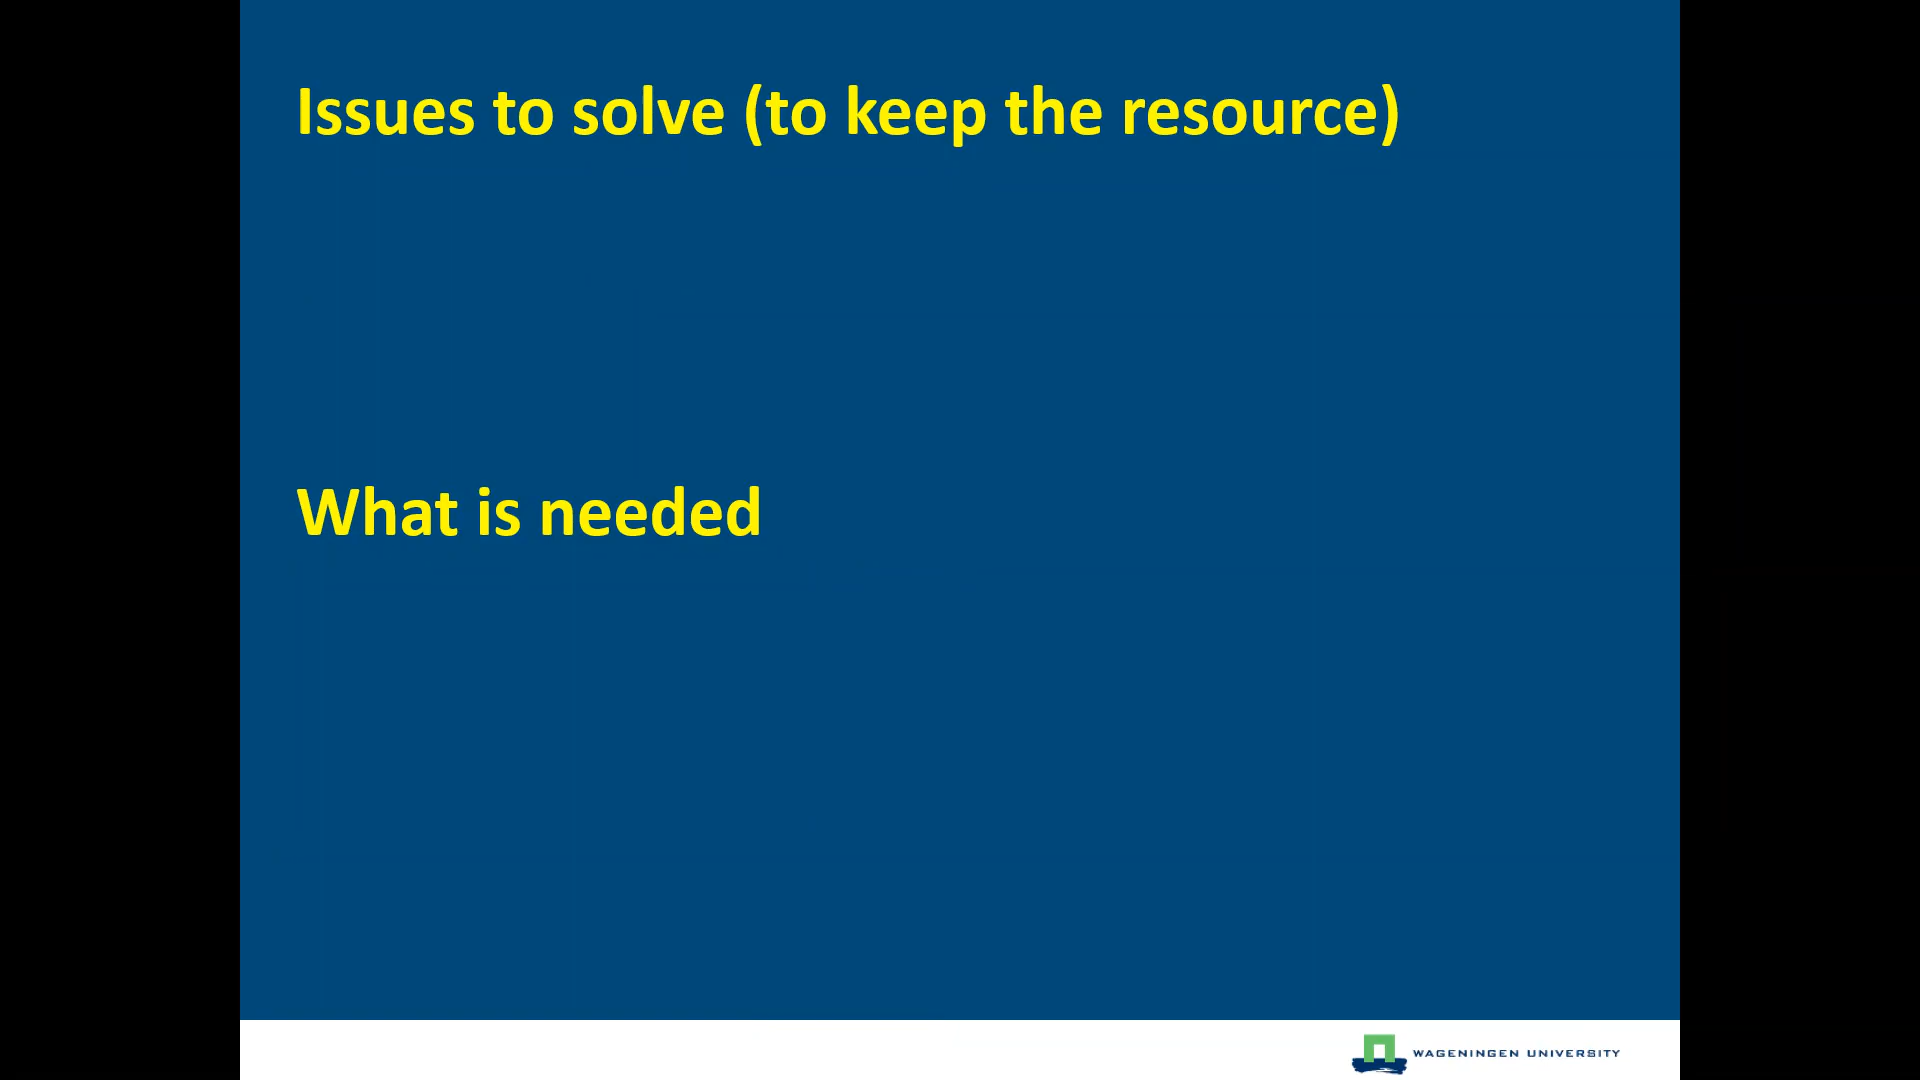 Issues to solve (to keep the resource)
What is needed
WAGENINGEN UNIVERSITY